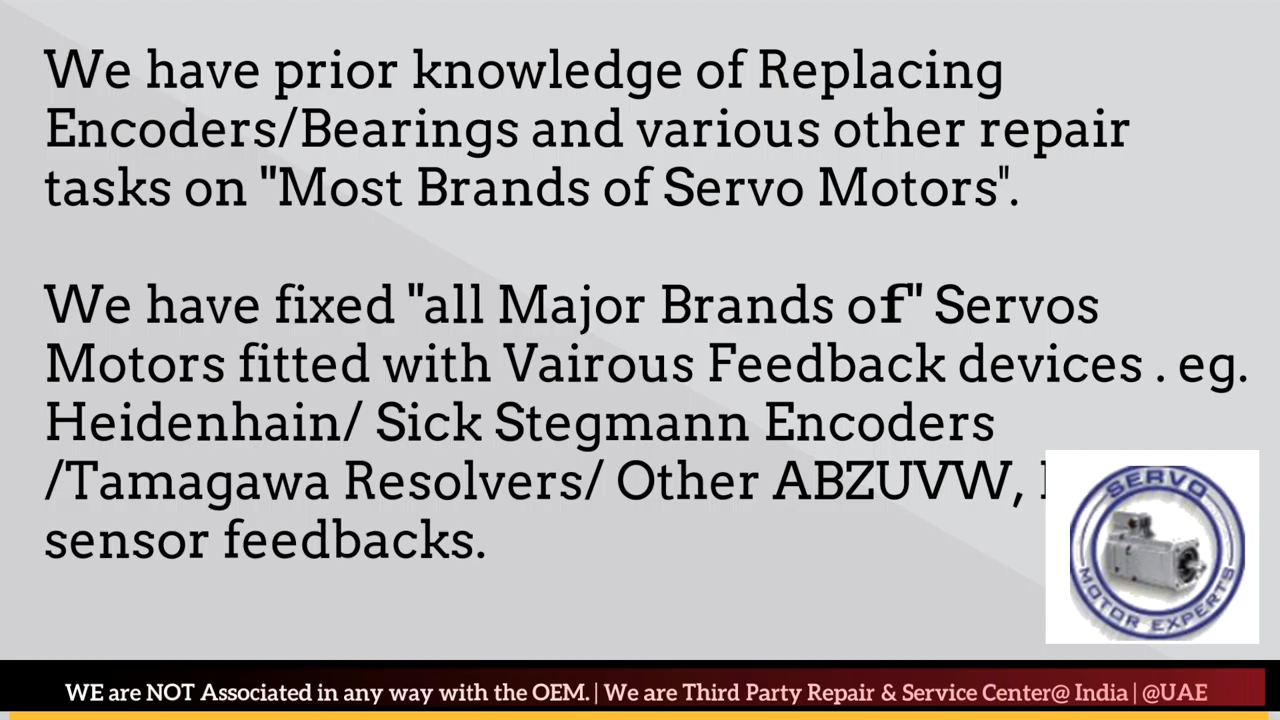 We have prior knowledge of Replacing
Encoders/Bearings and various other repair
tasks on "Most Brands of Servo Motors".
We have fixed "all Major Brands of" Servos
Motors fitted with Vairous Feedback devices . eg.
Heidenhain/ Sick Stegmann Encoders
/Tamagawa Resolvers/ Other ABZUVW,
sensor feedbacks.
SERVO
MOTOR EXPERTS
WE are NOT Associated in any way with the OEM. | We are Third Party Repair & Service Center@ India | @UAE